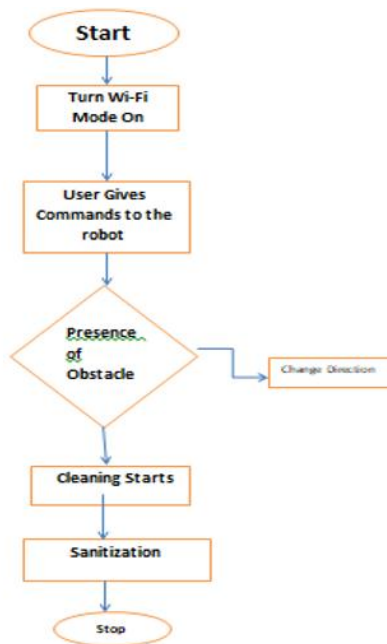 Start
Turn Wi-Fi
Mode On
User Gives
Commands to the
robot
Presence
of
Obstacle
Change Direction
Cleaning Starts
Sanitization
Stop